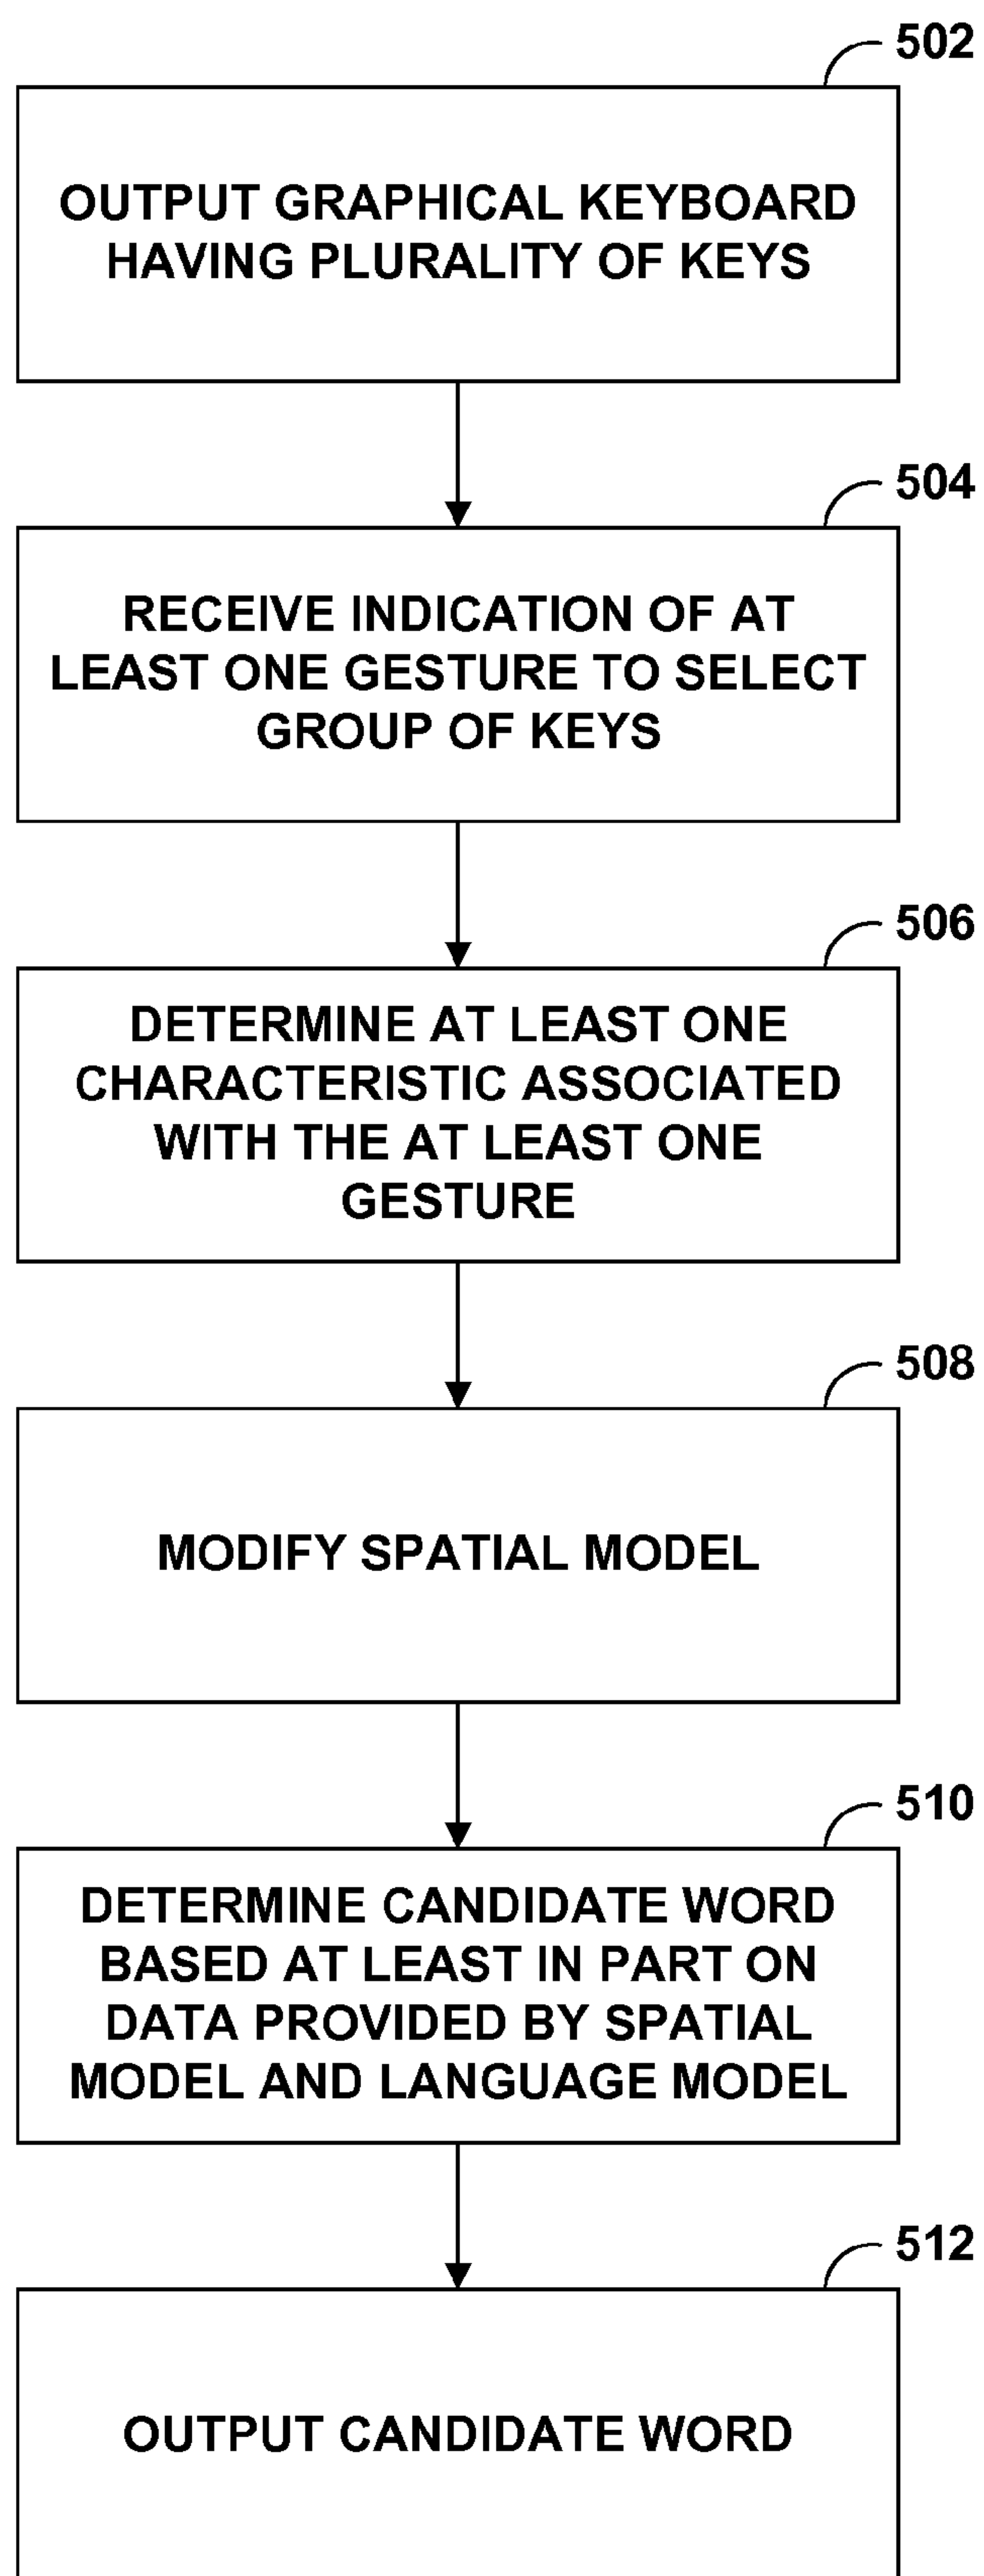 502
OUTPUT GRAPHICAL KEYBOARD
HAVING PLURALITY OF KEYS
504
RECEIVE INDICATION OF AT
LEAST ONE GESTURE TO SELECT
GROUP OF KEYS
506
DETERMINE AT LEAST ONE
CHARACTERISTIC ASSOCIATED
WITH THE AT LEAST ONE
GESTURE
508
MODIFY SPATIAL MODEL
510
DETERMINE CANDIDATE WORD
BASED AT LEAST IN PART ON
DATA PROVIDED BY SPATIAL
MODEL AND LANGUAGE MODEL
512
OUTPUT CANDIDATE WORD